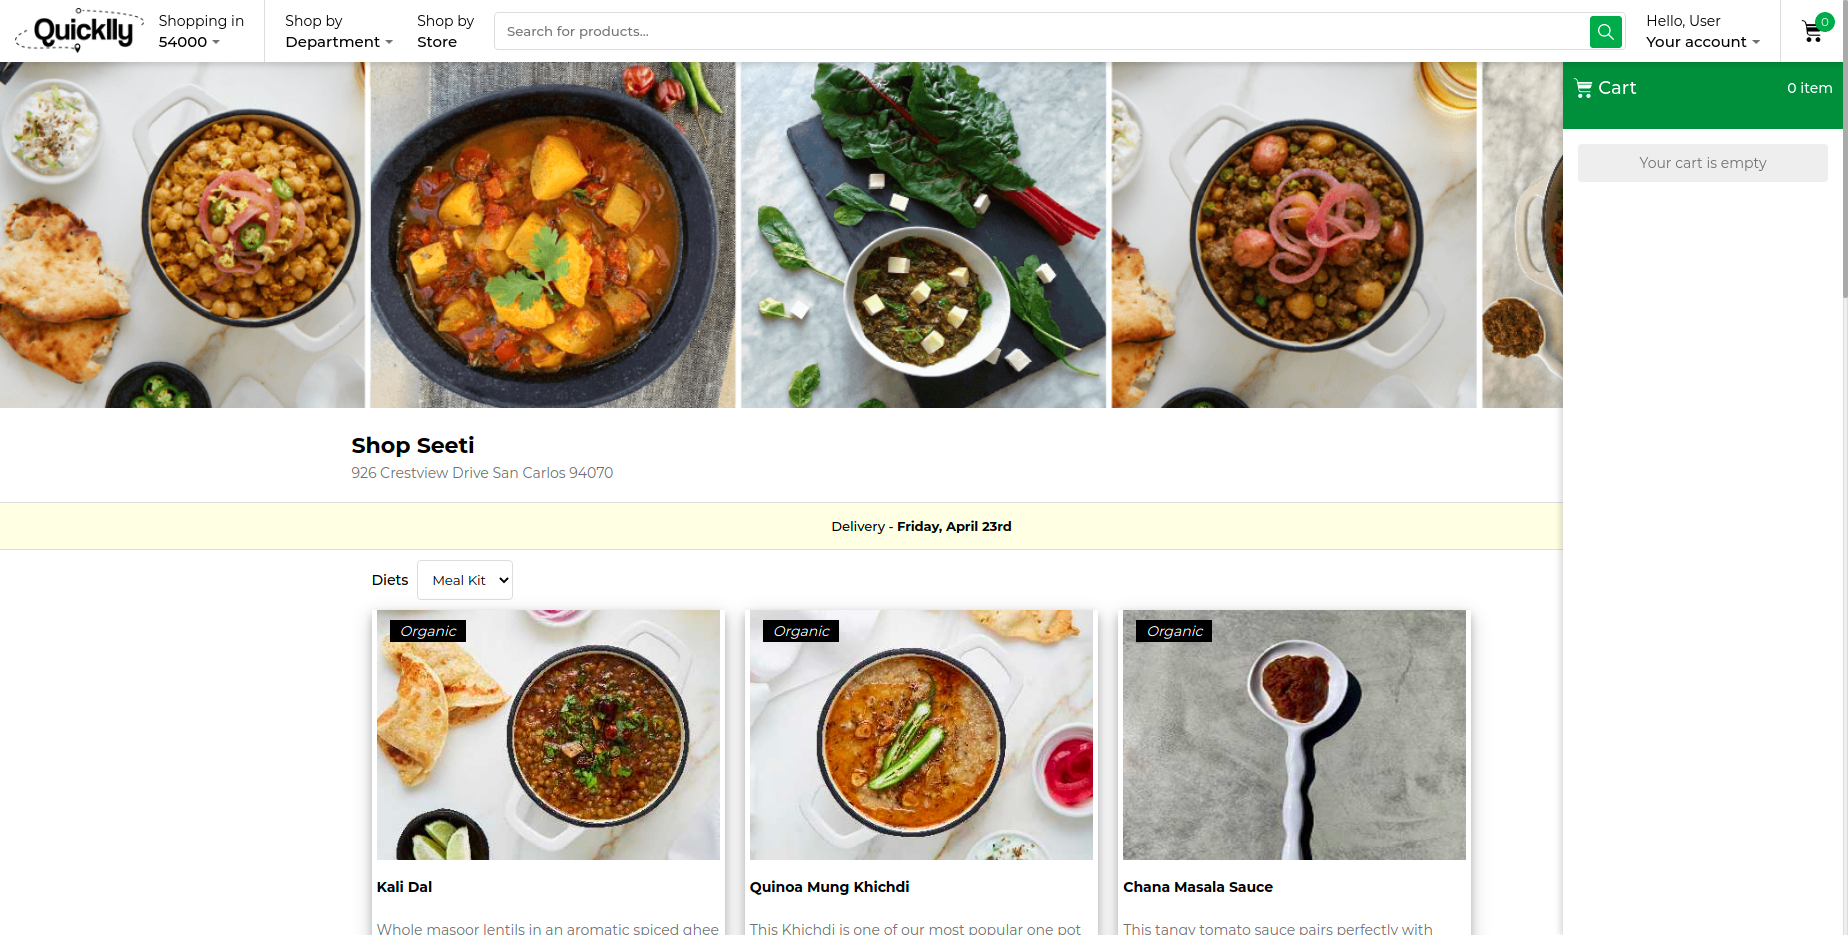 Quicklly
Shopping in
54000
Shop by
Department
Shop by
Store
Search for products...
Hello, User
Your account
0
Cart
0 item
Your cart is empty
Shop Seeti
926 Crestview Drive San Carlos 94070
Delivery - Friday, April 23rd
Diets
Meal Kit
Organic
Organic
Organic
Kali Dal
Quinoa Mung Khichdi
Chana Masala Sauce
Whole masoor lentils in an aromatic spiced ghee
This Khichdi is one of our most popular one pot
This tangy tomato sauce pairs perfectly with